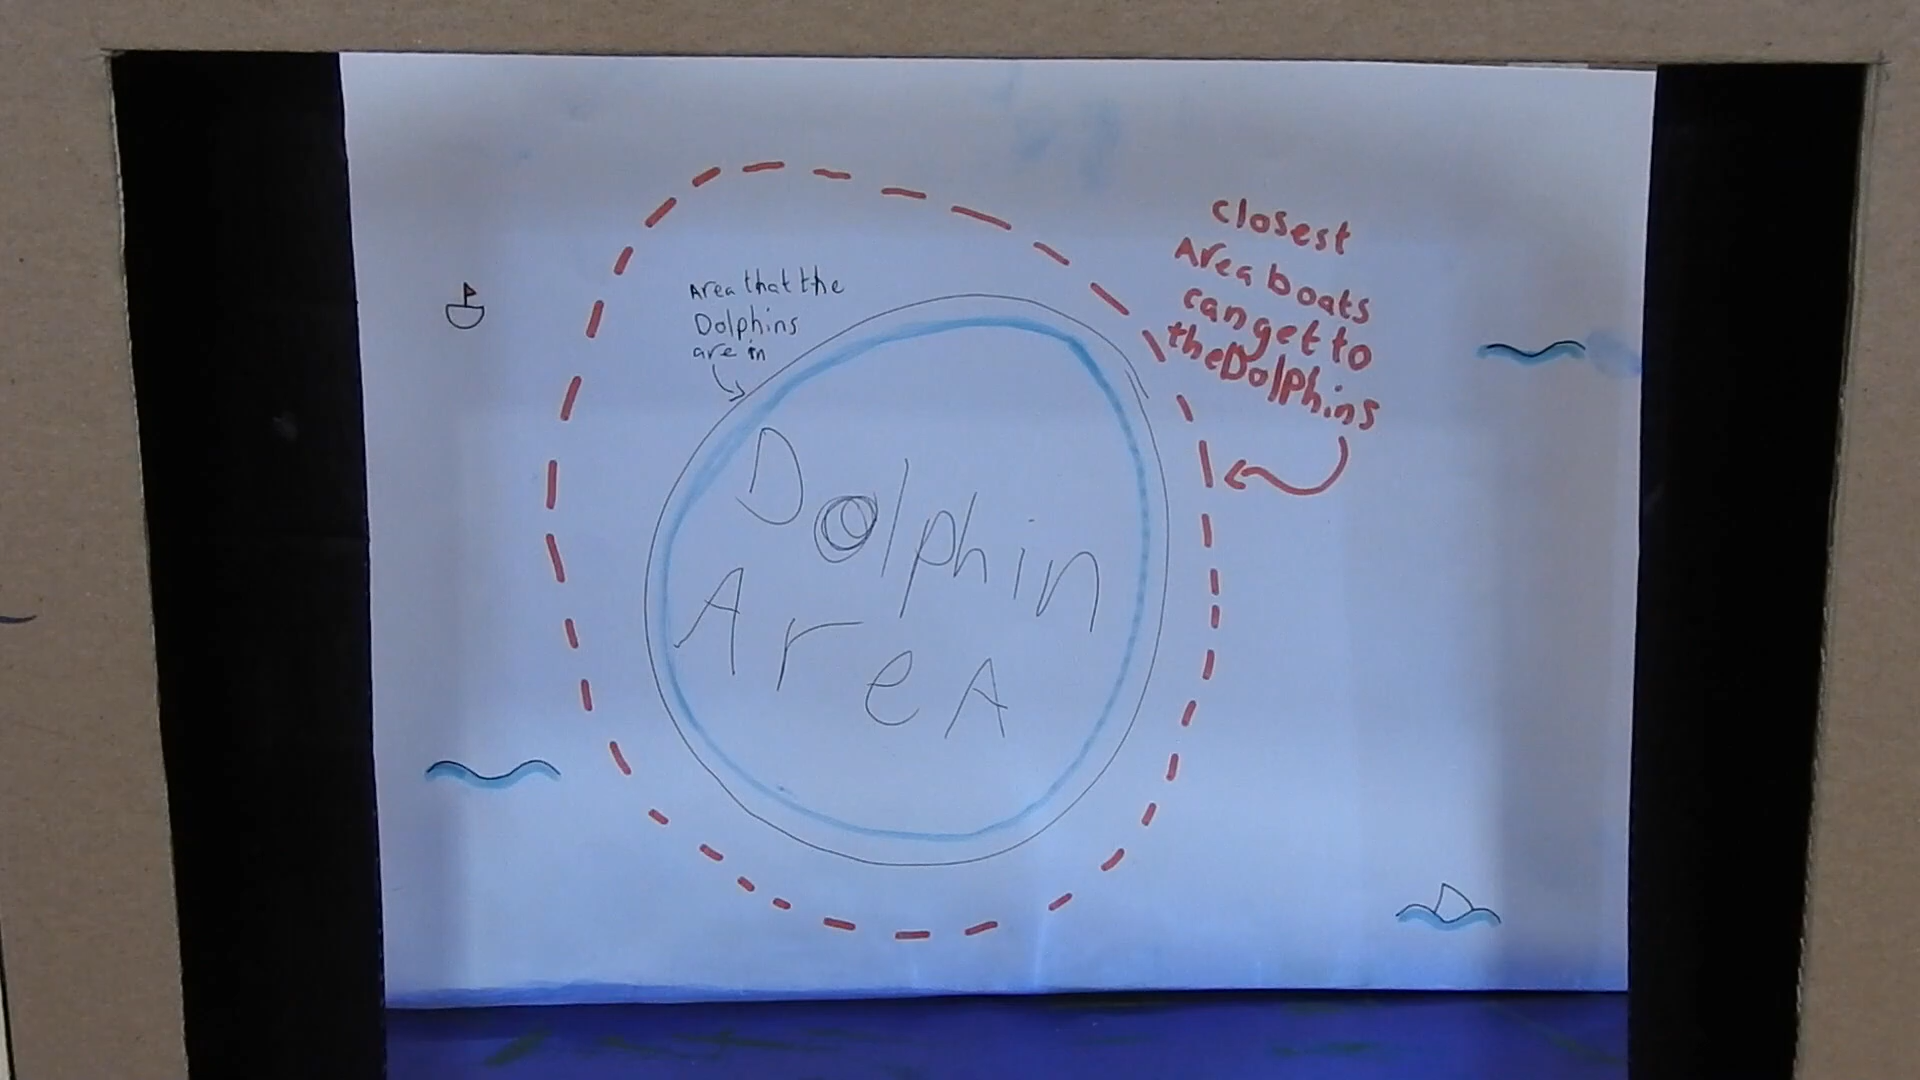 Area that the
Dolphins
are in
closest
Area boats
can get to
the Dolphins
Dolphin
Area